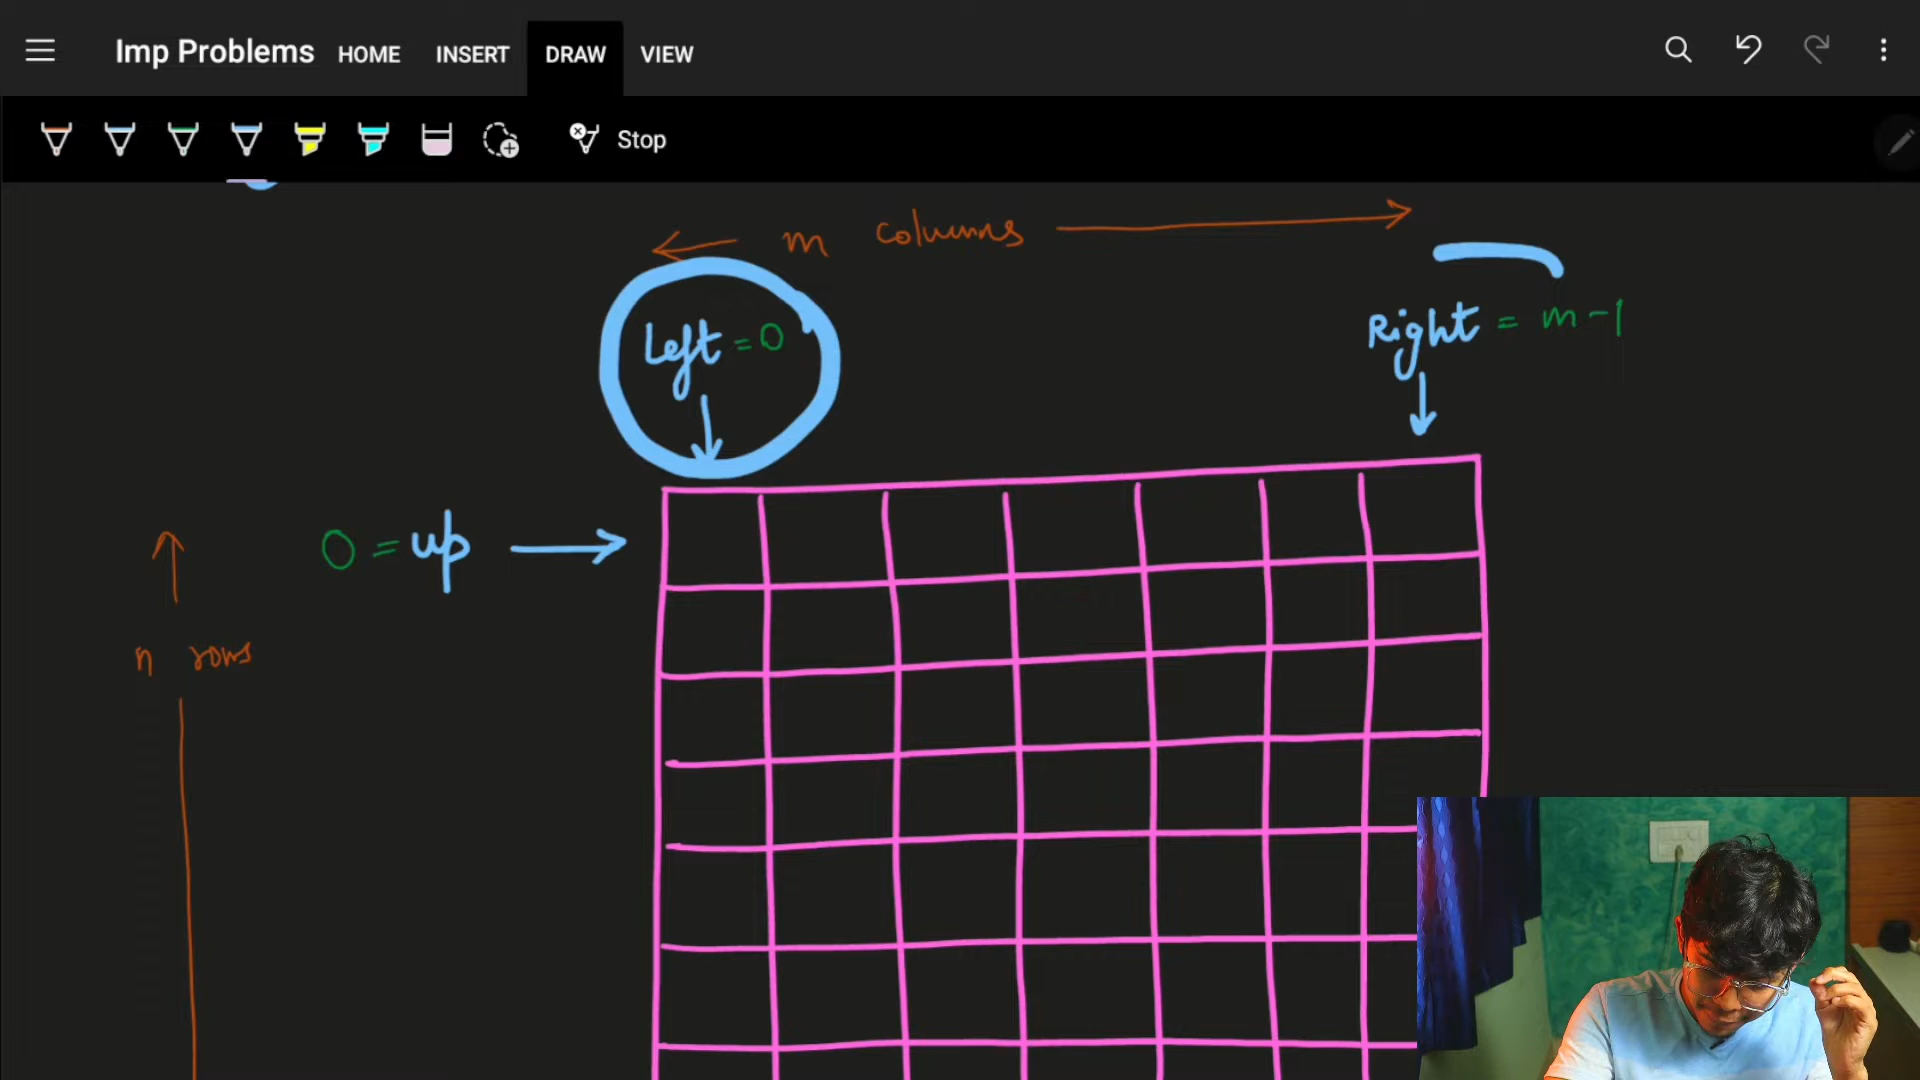 Imp Problems HOME INSERT DRAW VIEW
Stop
m columns
Left = 0
Right = m-1
0 = up
n rows